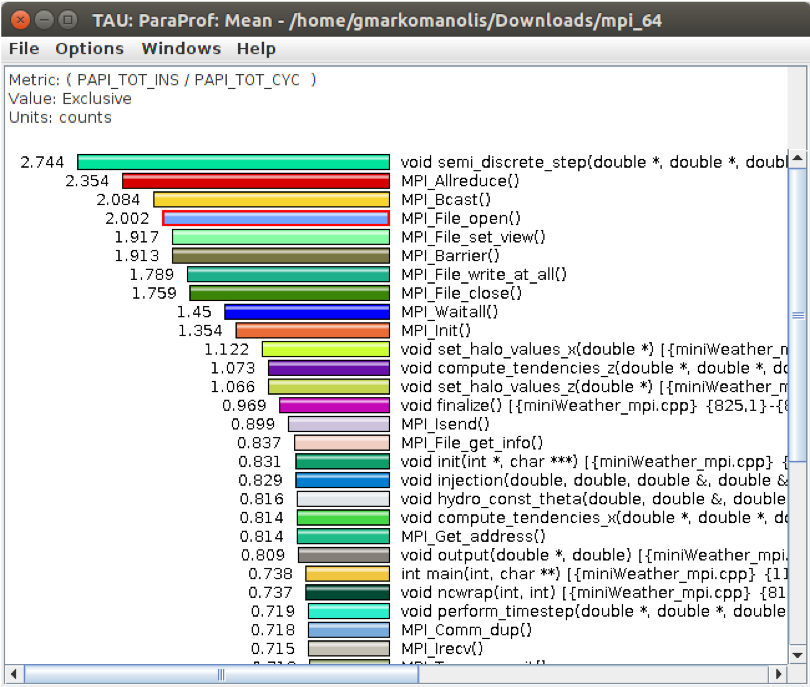 TAU: ParaProf: Mean - /home/gmarkomanolis/Downloads/mpi_64
File Options Windows Help
Metric: ( PAPI_TOT_INS / PAPI_TOT_CYC )
Value: Exclusive
Units: counts
2.744 void semi_discrete_step(double *, double *, doubl
2.354 MPI_Allreduce()
2.084 MPI_Bcast()
2.002 MPI_File_open()
1.917 MPI_File_set_view()
1.913 MPI_Barrier()
1.789 MPI_File_write_at_all()
1.759 MPI_File_close()
1.45 MPI_Waitall()
1.354 MPI_Init()
1.122 void set_halo_values_x(double *) [{miniWeather_m
1.073 void compute_tendencies_z(double *, double *, do
1.066 void set_halo_values_z(double *) [{miniWeather_m
0.969 void finalize() [{miniWeather_mpi.cpp} {825,1}-{8
0.899 MPI_Isend()
0.837 MPI_File_get_info()
0.831 void init(int *, char ***) [{miniWeather_mpi.cpp} {
0.829 void injection(double, double, double &, double &
0.816 void hydro_const_theta(double, double &, double
0.814 void compute_tendencies_x(double *, double *, do
0.814 MPI_Get_address()
0.809 void output(double *, double) [{miniWeather_mpi.
0.738 int main(int, char **) [{miniWeather_mpi.cpp} {11
0.737 void ncwrap(int, int) [{miniWeather_mpi.cpp} {81
0.719 void perform_timestep(double *, double *, double
0.718 MPI_Comm_dup()
0.715 MPI_Irecv()